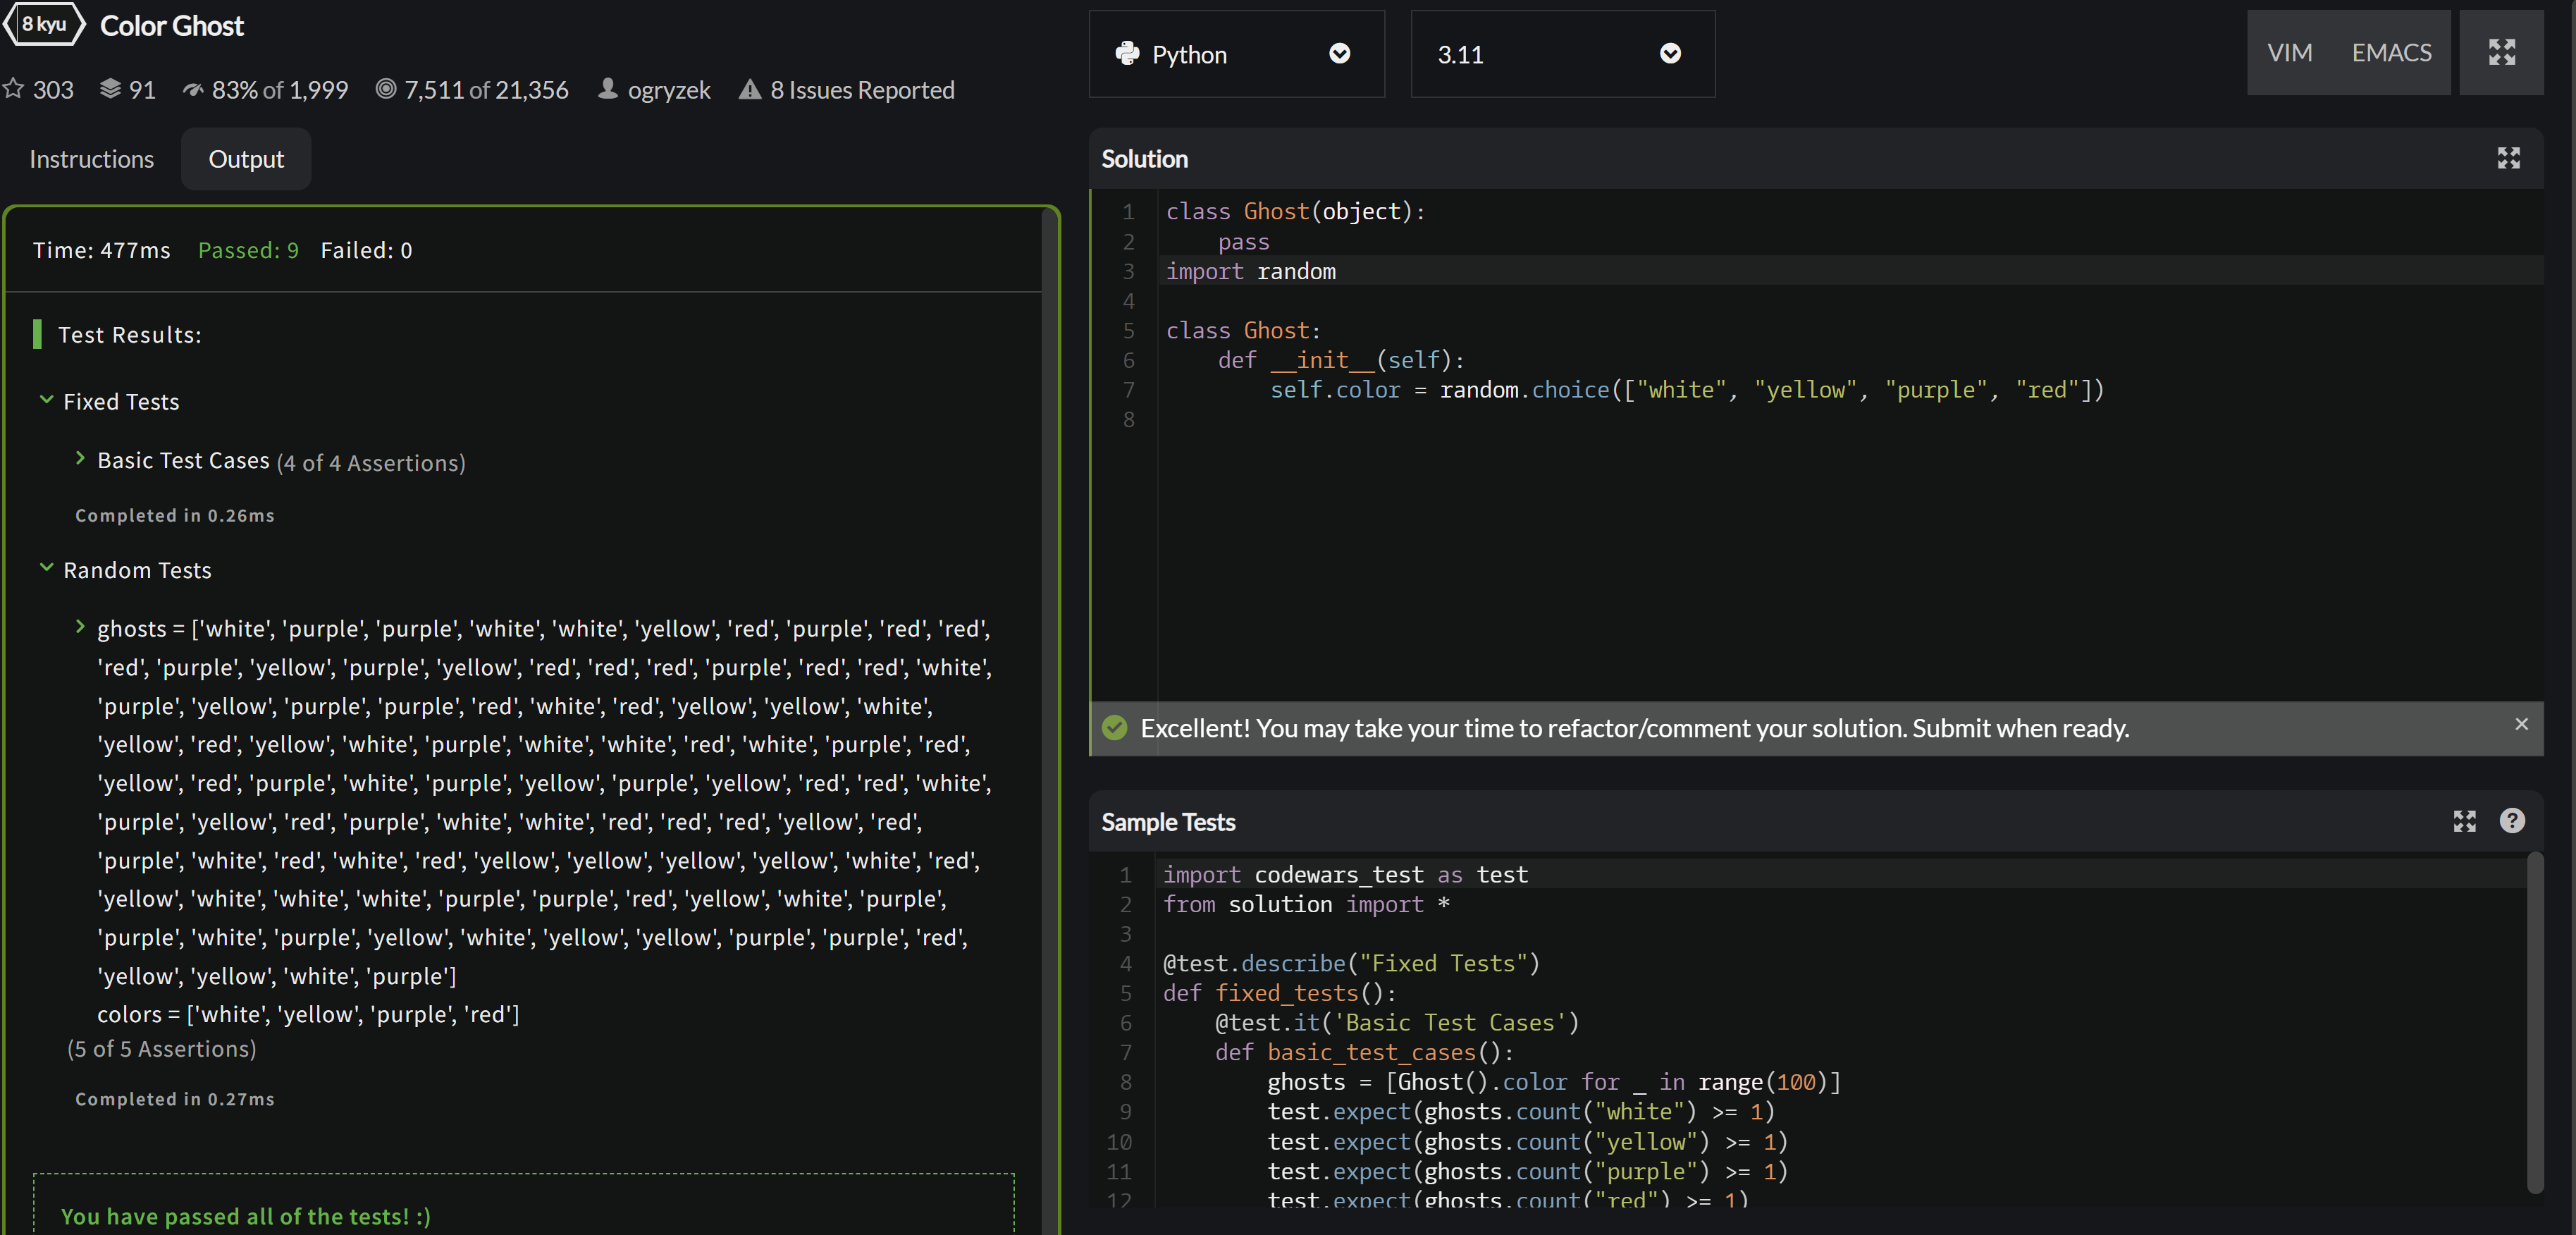 8 kyu Color Ghost
303 91 83% of 1,999 7,511 of 21,356 ogryzek 8 Issues Reported
Instructions Output
Time: 477ms Passed: 9 Failed: 0
Test Results:
Fixed Tests
Basic Test Cases (4 of 4 Assertions)
Completed in 0.26ms
Random Tests
ghosts = ['white', 'purple', 'purple', 'white', 'white', 'yellow', 'red', 'purple', 'red', 'red',
'red', 'purple', 'yellow', 'purple', 'yellow', 'red', 'red', 'red', 'purple', 'red', 'red', 'white',
'purple', 'yellow', 'purple', 'purple', 'red', 'white', 'red', 'yellow', 'yellow', 'white',
'yellow', 'red', 'yellow', 'white', 'purple', 'white', 'white', 'red', 'white', 'purple', 'red',
'yellow', 'red', 'purple', 'white', 'purple', 'yellow', 'purple', 'yellow', 'red', 'red', 'white',
'purple', 'yellow', 'red', 'purple', 'white', 'white', 'red', 'red', 'red', 'yellow', 'red',
'purple', 'white', 'red', 'white', 'red', 'yellow', 'yellow', 'yellow', 'yellow', 'white', 'red',
'yellow', 'white', 'white', 'white', 'purple', 'purple', 'red', 'yellow', 'white', 'purple',
'purple', 'white', 'purple', 'yellow', 'white', 'yellow', 'yellow', 'purple', 'purple', 'red',
'yellow', 'yellow', 'white', 'purple']
colors = ['white', 'yellow', 'purple', 'red']
(5 of 5 Assertions)
Completed in 0.27ms
You have passed all of the tests! :)
Python 3.11 VIM EMACS
Solution
1 class Ghost(object):
2     pass
3 import random
4
5 class Ghost:
6     def __init__(self):
7         self.color = random.choice(["white", "yellow", "purple", "red"])
8
Excellent! You may take your time to refactor/comment your solution. Submit when ready. ×
Sample Tests ?
1 import codewars_test as test
2 from solution import *
3
4 @test.describe("Fixed Tests")
5 def fixed_tests():
6     @test.it('Basic Test Cases')
7     def basic_test_cases():
8         ghosts = [Ghost().color for _ in range(100)]
9         test.expect(ghosts.count("white") >= 1)
10         test.expect(ghosts.count("yellow") >= 1)
11         test.expect(ghosts.count("purple") >= 1)
12         test.expect(ghosts.count("red") >= 1)